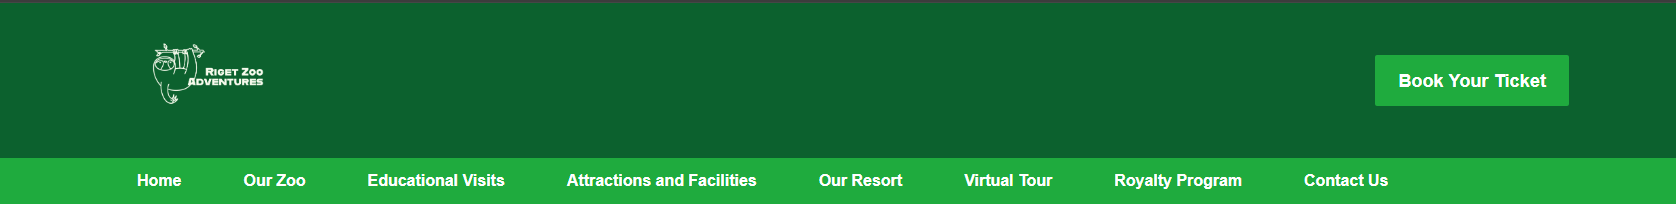 Riget Zoo
Adventures
Book Your Ticket
Home Our Zoo Educational Visits Attractions and Facilities Our Resort Virtual Tour Royalty Program Contact Us